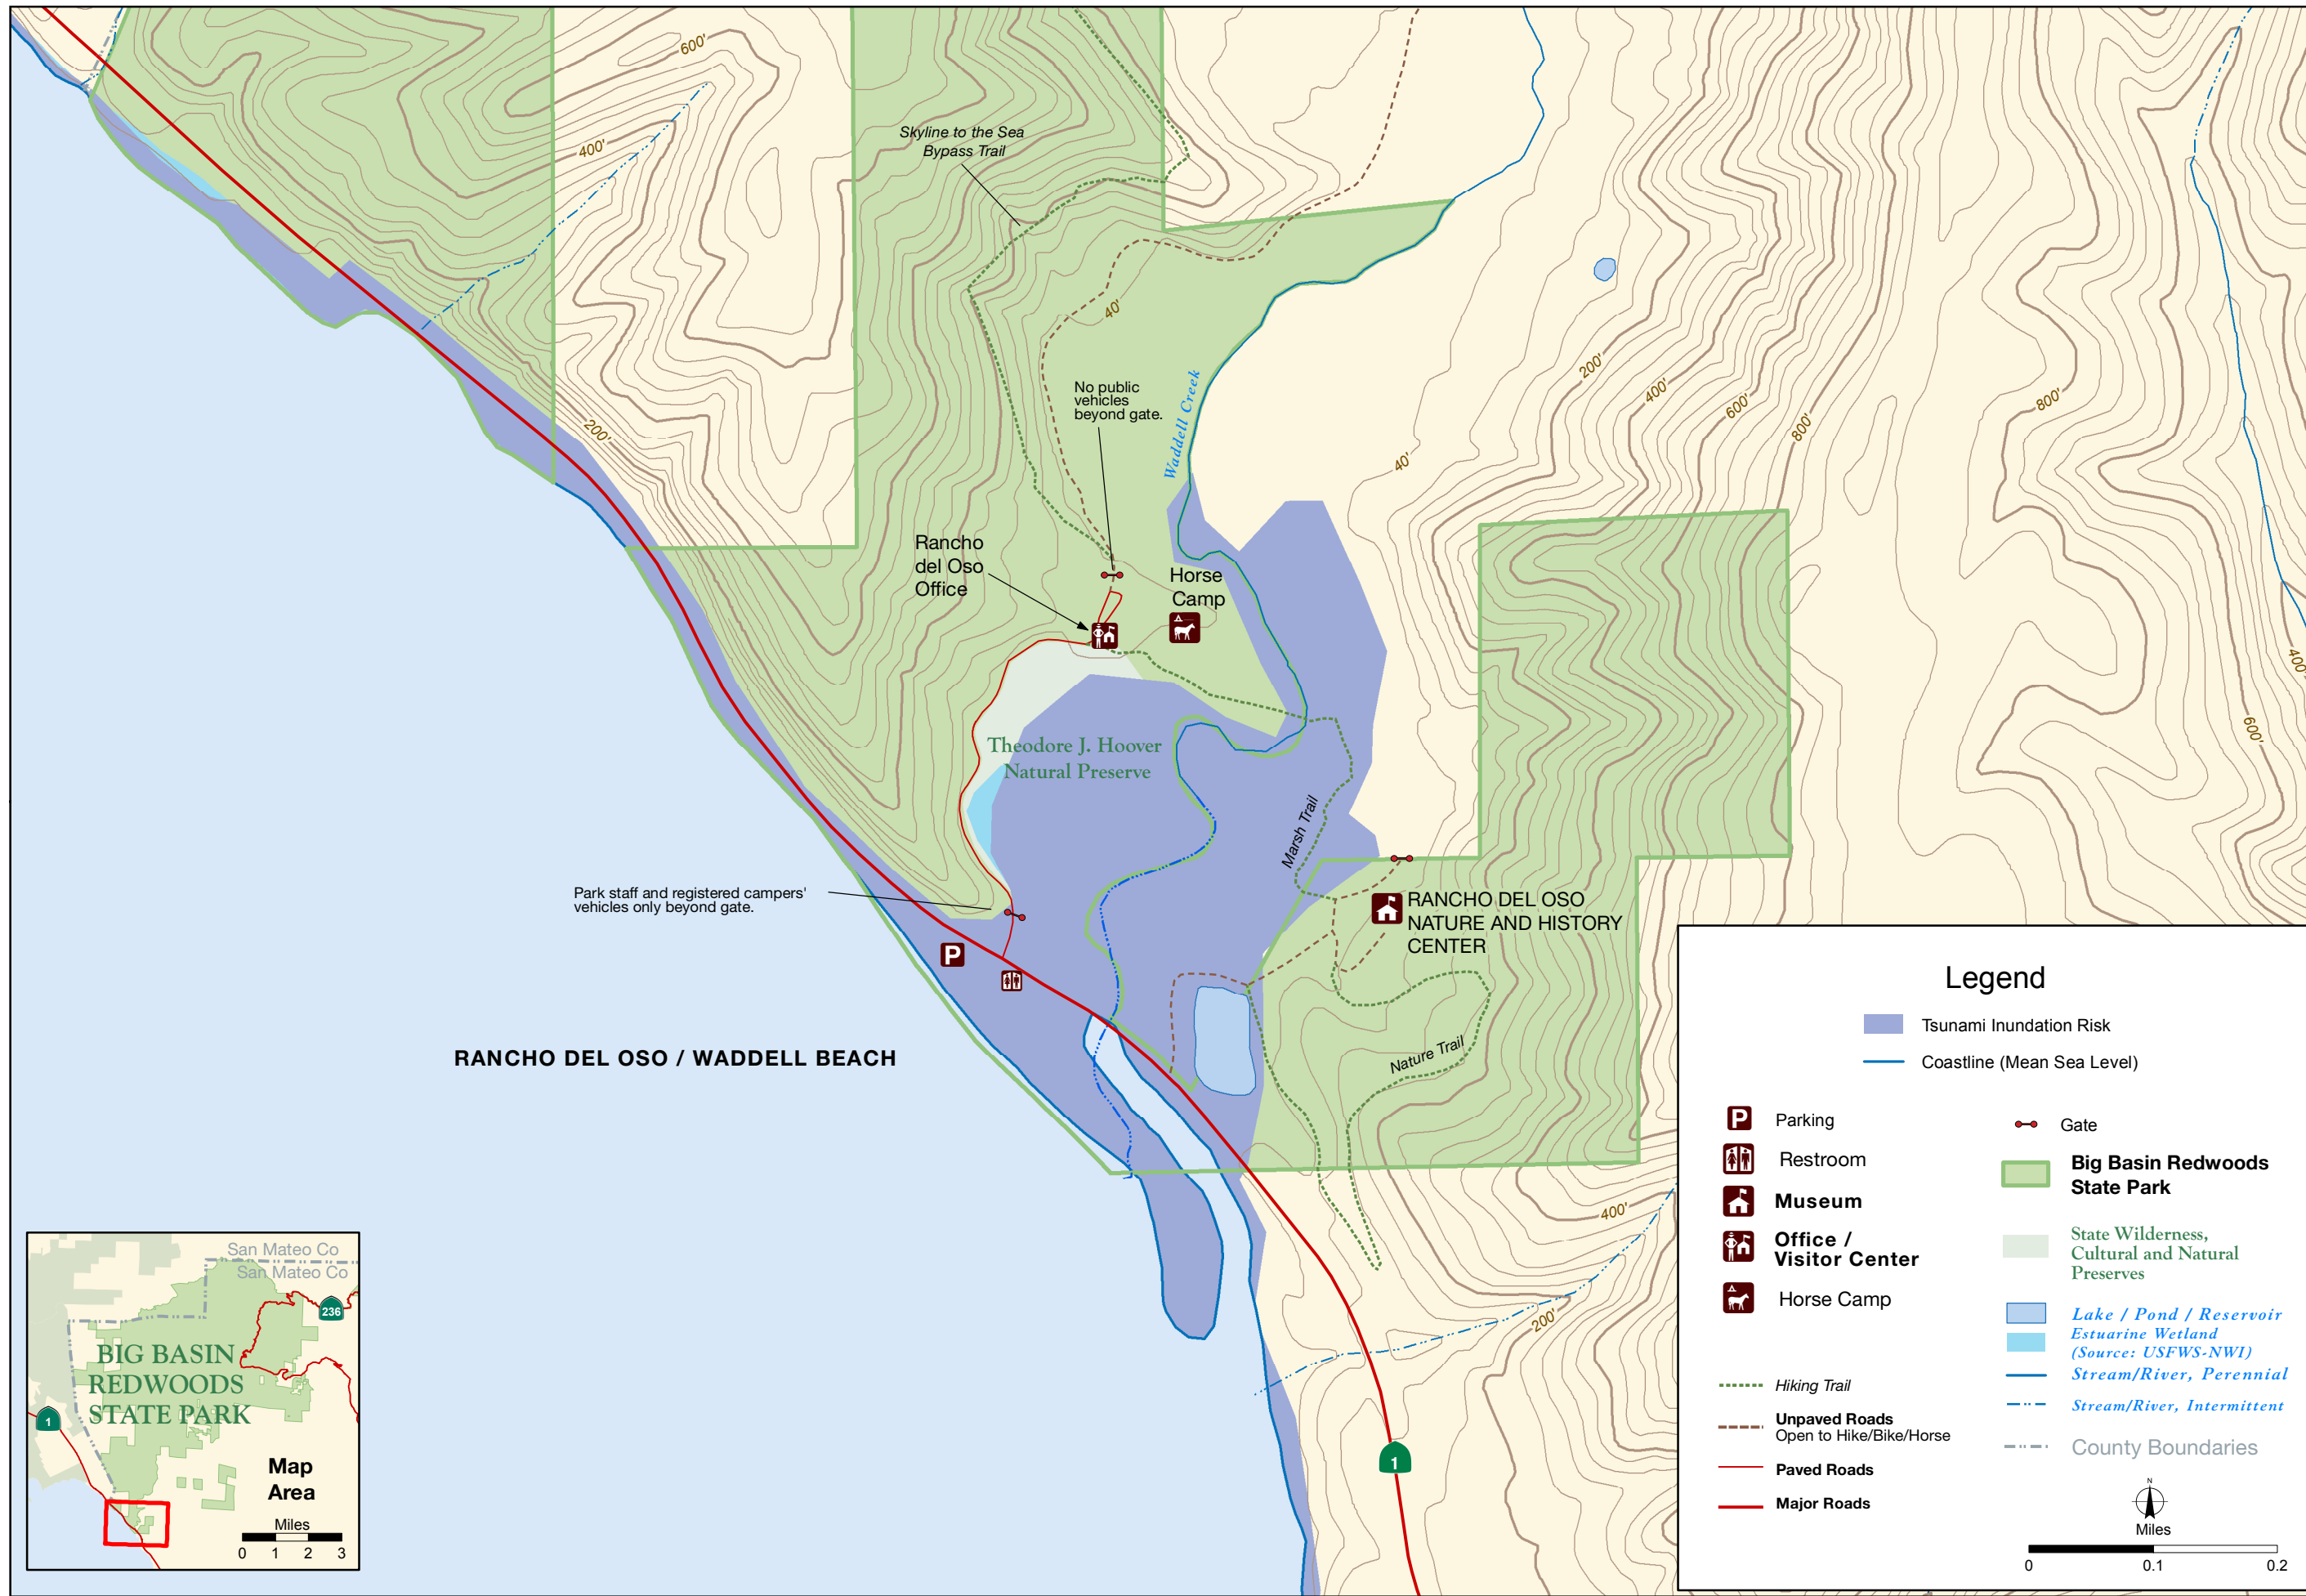 600'
400'
Skyline to the Sea
Bypass Trail
40'
200'
No public
vehicles
beyond gate.
Waddell Creek
200'
400'
600'
800'
800'
40'
Rancho
del Oso
Office
Horse
Camp
400'
600'
Theodore J. Hoover
Natural Preserve
Marsh Trail
Park staff and registered campers'
vehicles only beyond gate.
RANCHO DEL OSO
NATURE AND HISTORY
CENTER
P
Nature Trail
RANCHO DEL OSO / WADDELL BEACH
400'
200'
1
San Mateo Co
San Mateo Co
236
BIG BASIN
REDWOODS
STATE PARK
1
Map
Area
Miles
0 1 2 3
Legend
Tsunami Inundation Risk
Coastline (Mean Sea Level)
P
Parking
Restroom
Museum
Office /
Visitor Center
Horse Camp
Hiking Trail
Unpaved Roads
Open to Hike/Bike/Horse
Paved Roads
Major Roads
Gate
Big Basin Redwoods
State Park
State Wilderness,
Cultural and Natural
Preserves
Lake / Pond / Reservoir
Estuarine Wetland
(Source: USFWS-NWI)
Stream/River, Perennial
Stream/River, Intermittent
County Boundaries
N
Miles
0 0.1 0.2